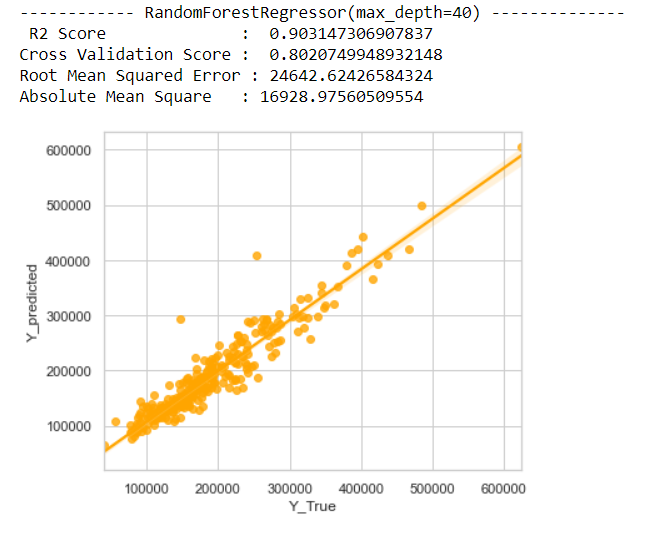 ------------ RandomForestRegressor(max_depth=40) --------------
R2 Score : 0.903147306907837
Cross Validation Score : 0.8020749948932148
Root Mean Squared Error : 24642.62426584324
Absolute Mean Square : 16928.97560509554
600000
500000
400000
300000
200000
100000
Y_predicted
100000 200000 300000 400000 500000 600000
Y_True